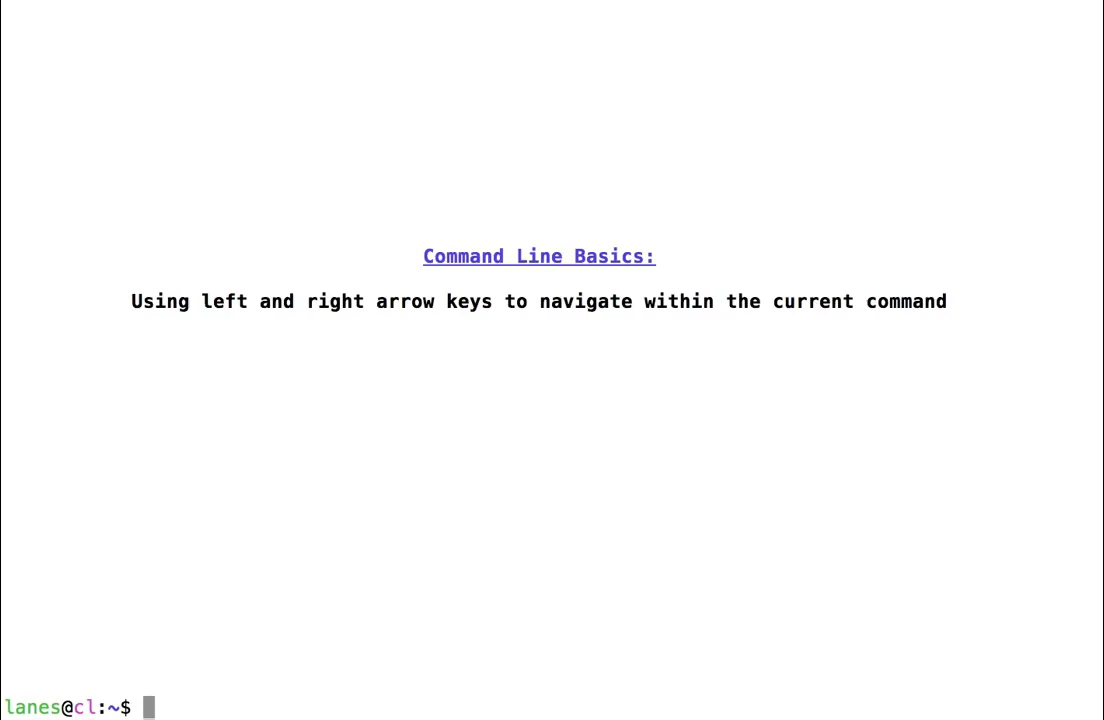 Command Line Basics:
Using left and right arrow keys to navigate within the current command
lanes@cl:~$